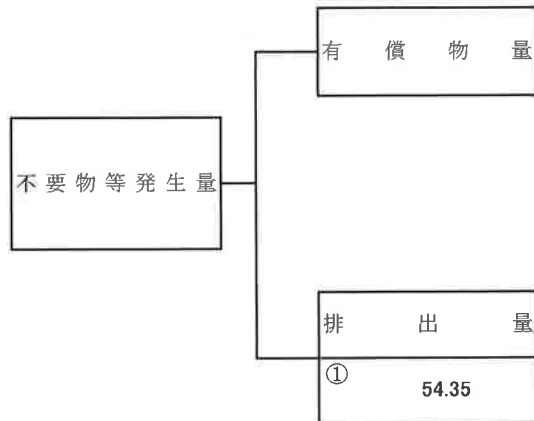 有償物量
不要物等発生量
排出量
①
54.35